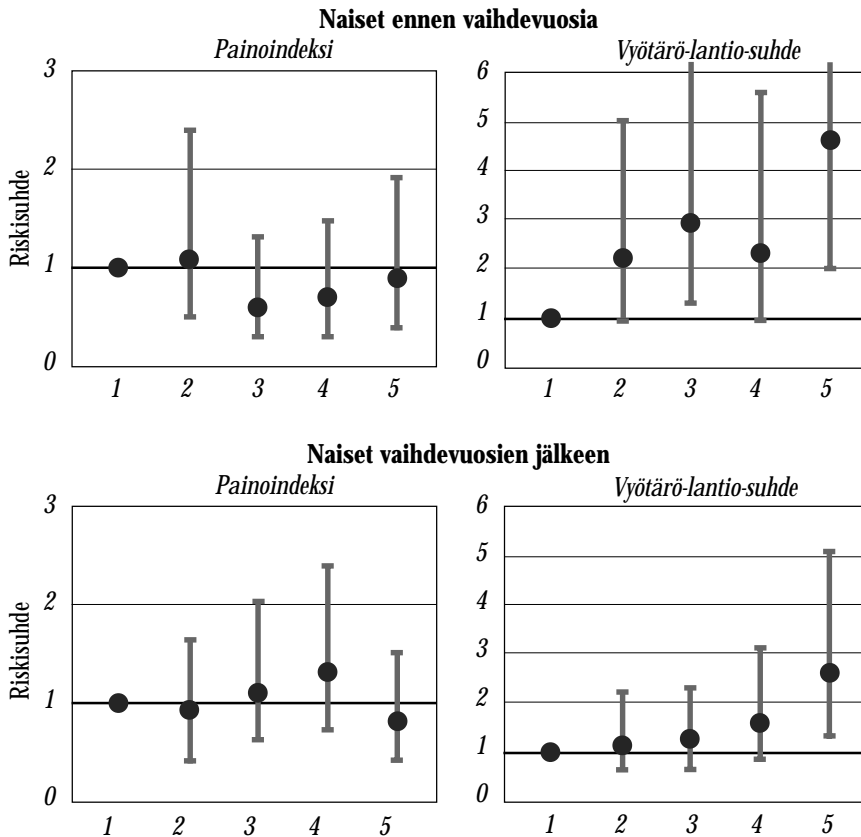 Naiset ennen vaihdevuosia
Painoindeksi
Vyötärö-lantio-suhde
Riskisuhde
3
2
1
0
1 2 3 4 5
6
5
4
3
2
1
0
1 2 3 4 5
Naiset vaihdevuosien jälkeen
Painoindeksi
Vyötärö-lantio-suhde
Riskisuhde
3
2
1
0
1 2 3 4 5
6
5
4
3
2
1
0
1 2 3 4 5